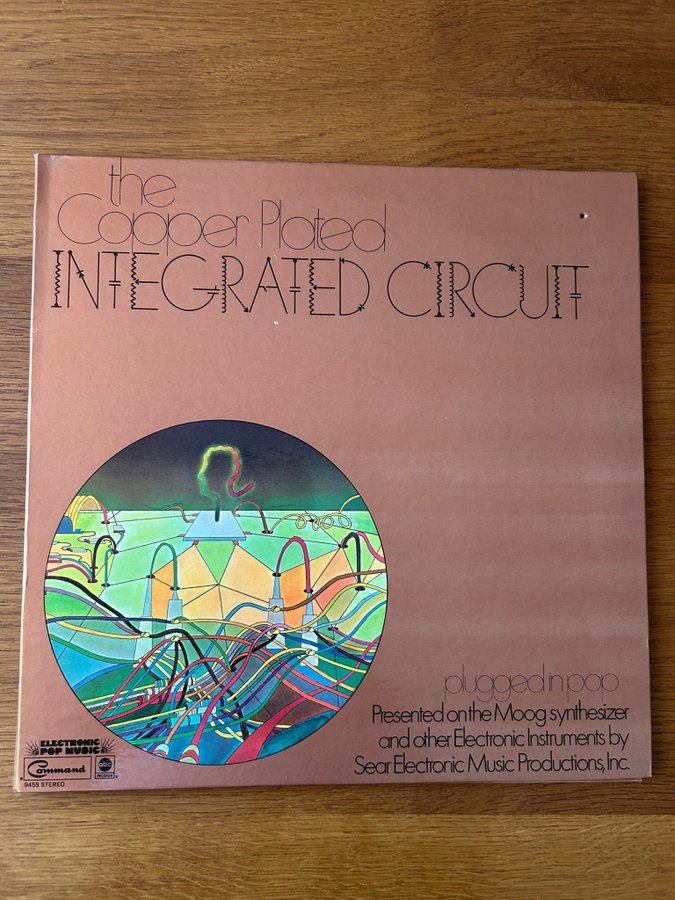 the
Copper Plated
INTEGRATED CIRCUIT
plugged in pop
Presented on the Moog synthesizer
and other Electronic Instruments by
Sear Electronic Music Productions, Inc.
ELECTRONIC
POP MUSIC
Command
abc
RECORDS
945S STEREO